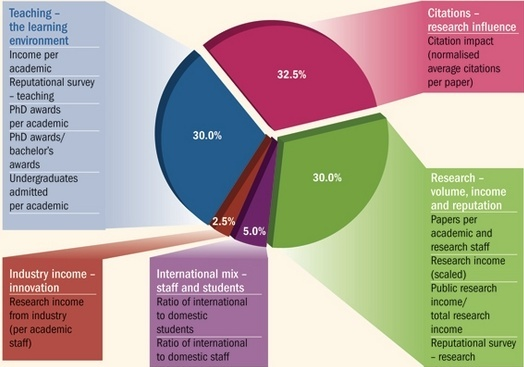 Teaching –
the learning
environment
Income per
academic
Reputational survey
– teaching
PhD awards
per academic
PhD awards/
bachelor's
awards
Undergraduates
admitted
per academic
Citations –
research influence
Citation impact
(normalised
average citations
per paper)
32.5%
30.0%
30.0%
2.5%
5.0%
Research –
volume, income
and reputation
Papers per
academic and
research staff
Research income
(scaled)
Public research
income/
total research
income
Reputational survey
– research
Industry income –
innovation
Research income
from industry
(per academic
staff)
International mix –
staff and students
Ratio of international
to domestic
students
Ratio of international
to domestic staff